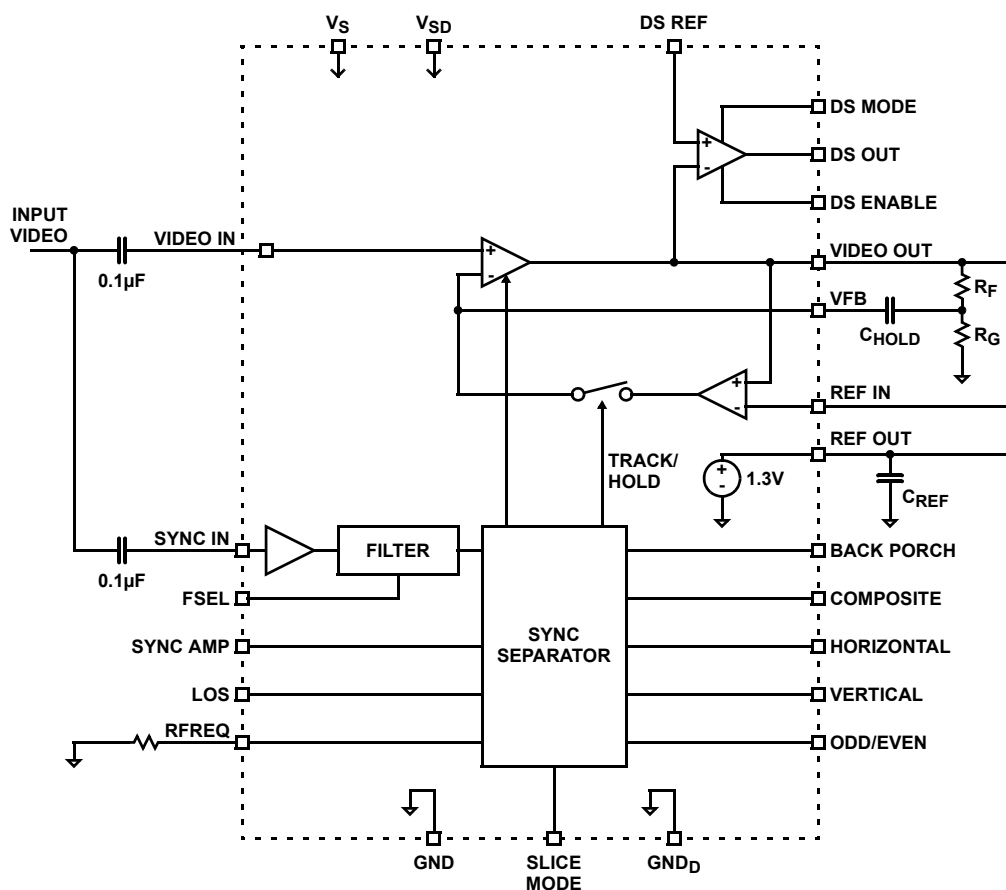 VS
VSD
DS REF
DS MODE
DS OUT
DS ENABLE
INPUT
VIDEO
VIDEO IN
0.1µF
+
-
+
-
VIDEO OUT
RF
VFB
CHOLD
RG
+
-
REF IN
REF OUT
TRACK/
HOLD
+
-
1.3V
CREF
SYNC IN
0.1µF
FILTER
BACK PORCH
FSEL
COMPOSITE
SYNC
SEPARATOR
SYNC AMP
HORIZONTAL
LOS
VERTICAL
RFREQ
ODD/EVEN
GND
SLICE
MODE
GNDD